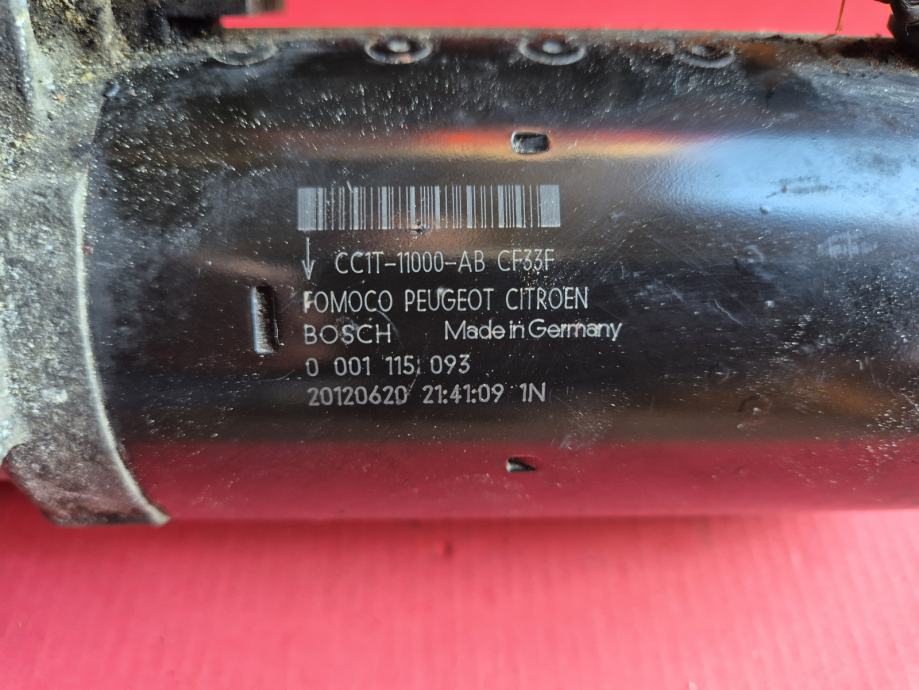 CC1T-11000-AB CF33F
FOMOCO PEUGEOT CITROEN
BOSCH Made in Germany
0 001 115 093
20120620 21:41:09 1N